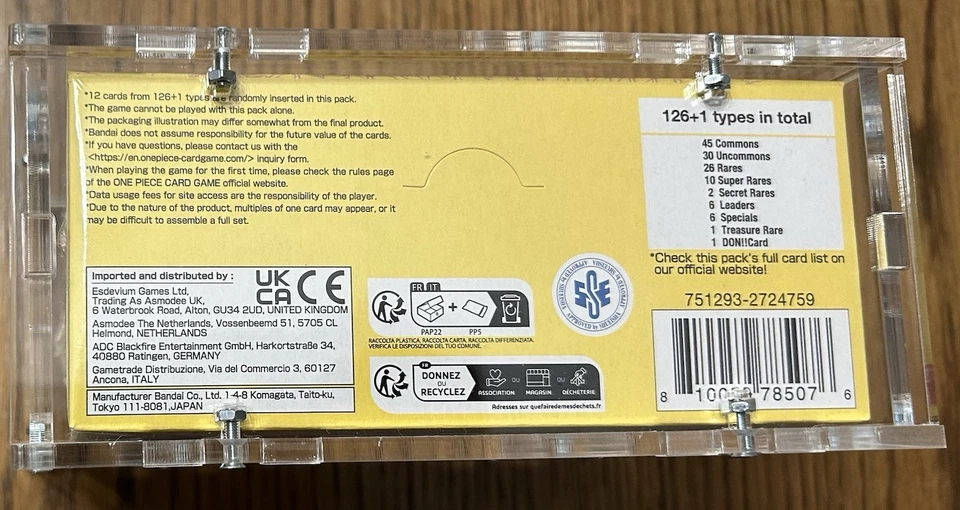 *12 cards from 126+1 types are randomly inserted in this pack.
*The game cannot be played with this pack alone.
*The packaging illustration may differ somewhat from the final product.
*Bandai does not assume responsibility for the future value of the cards.
*If you have questions, please contact us with the
<https://en.onepiece-cardgame.com/> inquiry form.
*When playing the game for the first time, please check the rules page
of the ONE PIECE CARD GAME official website.
*Data usage fees for site access are the responsibility of the player.
*Due to the nature of the product, multiples of one card may appear, or it
may be difficult to assemble a full set.
126+1 types in total
45 Commons
30 Uncommons
26 Rares
10 Super Rares
2 Secret Rares
6 Leaders
6 Specials
1 Treasure Rare
1 DON!!Card
*Check this pack's full card list on
our official website!
751293-2724759
8 78507 6
Imported and distributed by :
UK
CA CE
Esdevium Games Ltd,
Trading As Asmodee UK,
6 Waterbrook Road, Alton, GU34 2UD, UNITED KINGDOM
Asmodee The Netherlands, Vossenbeemd 51, 5705 CL
Helmond, NETHERLANDS
ADC Blackfire Entertainment GmbH, Harkortstraße 34,
40880 Ratingen, GERMANY
Gametrade Distribuzione, Via del Commercio 3, 60127
Ancona, ITALY
Manufacturer Bandai Co., Ltd. 1-4-8 Komagata, Taito-ku,
Tokyo 111-8081,JAPAN
FR IT
+
PAP22 PP5
RACCOLTA PLASTICA, RACCOLTA CARTA, RACCOLTA DIFFERENZIATA.
VERIFICA LE DISPOSIZIONI DEL TUO COMUNE.
FR
DONNEZ
OU
RECYCLEZ
ASSOCIATION OU MAGASIN OU DÉCHÈTERIE
Adresses sur quefairedemesdechets.fr